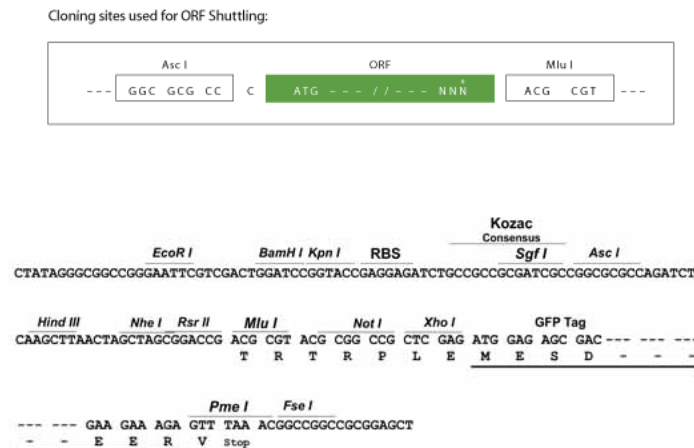 Cloning sites used for ORF Shuttling:
Asc I ORF Mlu I
--- GGC GCG CC C ATG --- // --- NNN* ACG CGT ---
Kozac
Consensus
EcoR I BamH I Kpn I RBS Sgf I Asc I
CTATAGGGCGGCCGGGAATTCGTCGACTGGATCCGGTACCGAGGAGATCTGCCGCCGCGATCGCCGGCGCGCCAGATCT
Hind III Nhe I Rsr II Mlu I Not I Xho I GFP Tag
CAAGCTTAACTAGCTAGCGGACCG ACG CGT ACG CGG CCG CTC GAG ATG GAG AGC GAC --- --- ---
T R T R P L E M E S D - - -
Pme I Fse I
--- --- GAA GAA AGA GTT TAA ACGGCCGGCCGCGGAGCT
- - E E R V Stop